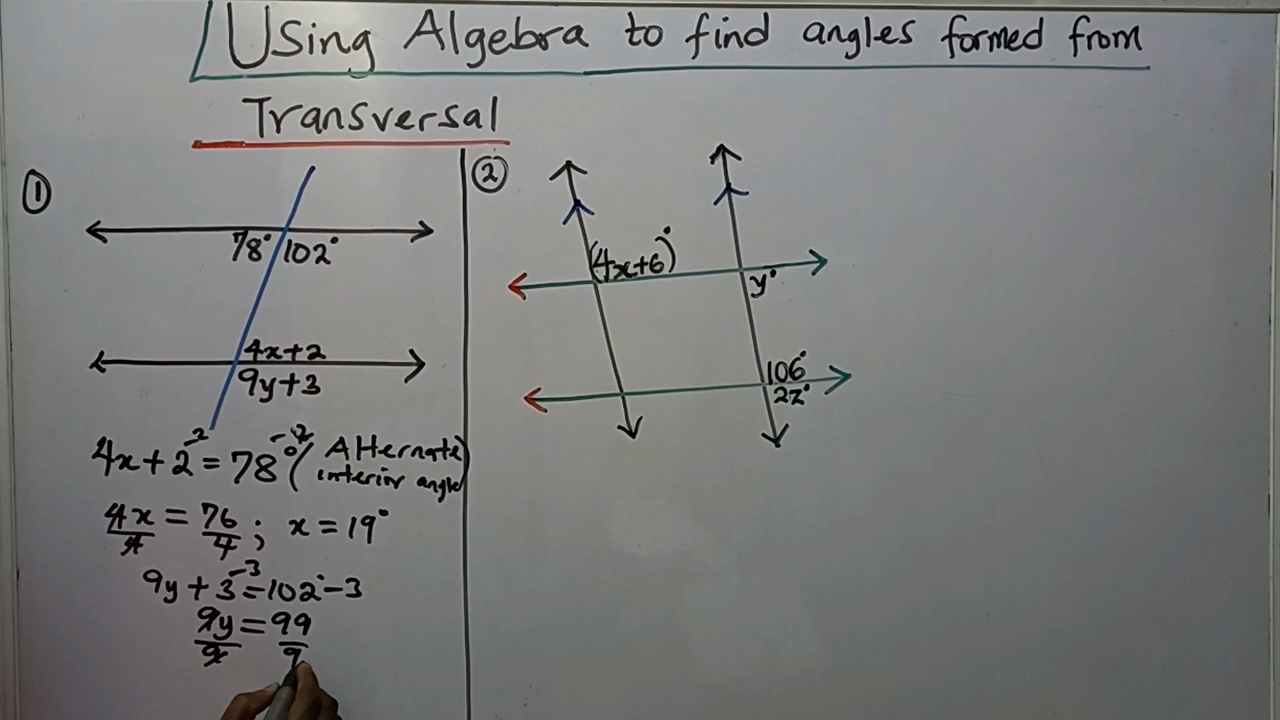 Using Algebra to find angles formed from
Transversal
①
78° 102°
4x+2
9y+3
4x+2⁻² = 78°⁻² (Alternate
interior angle)
4x/4 = 76/4 ; x = 19°
9y + 3⁻³ = 102° - 3
9y/9 = 99/9
②
(4x+6)°
y°
106°
2z°